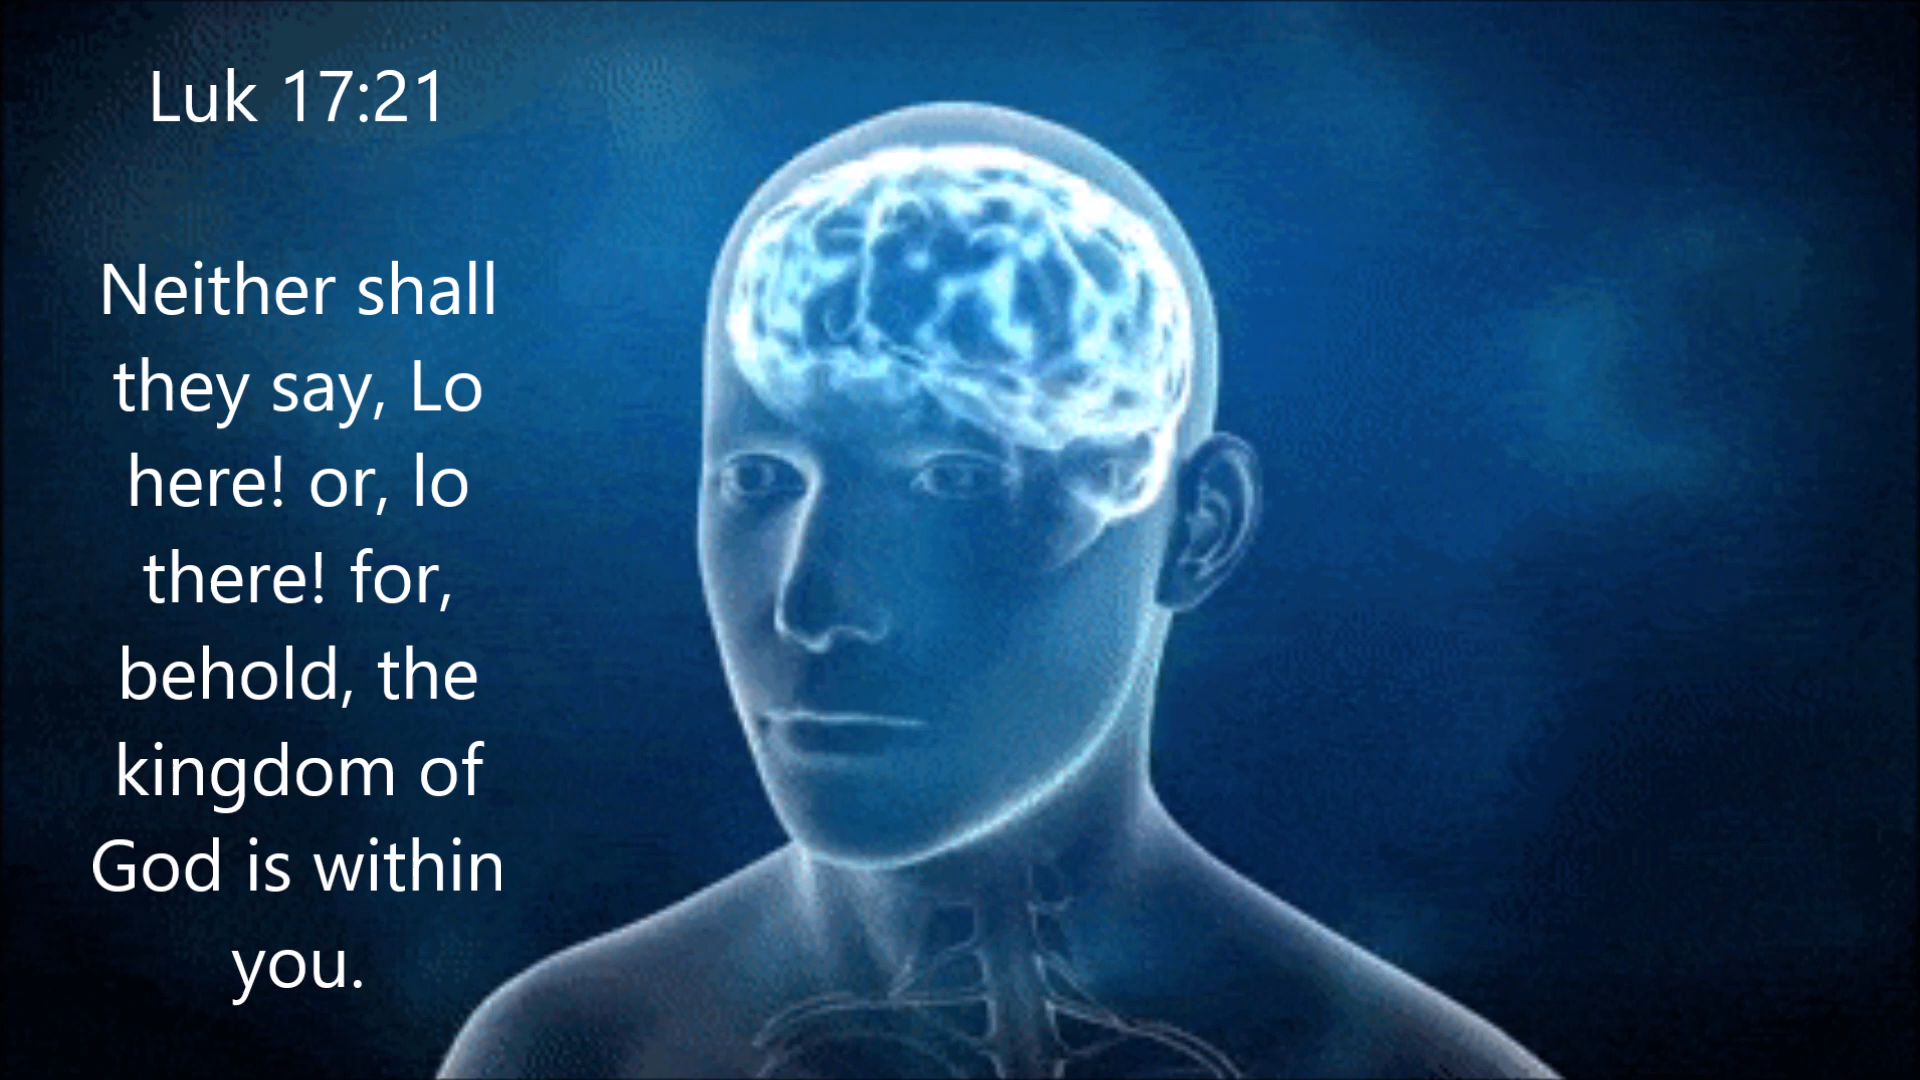 Luk 17:21
Neither shall
they say, Lo
here! or, lo
there! for,
behold, the
kingdom of
God is within
you.